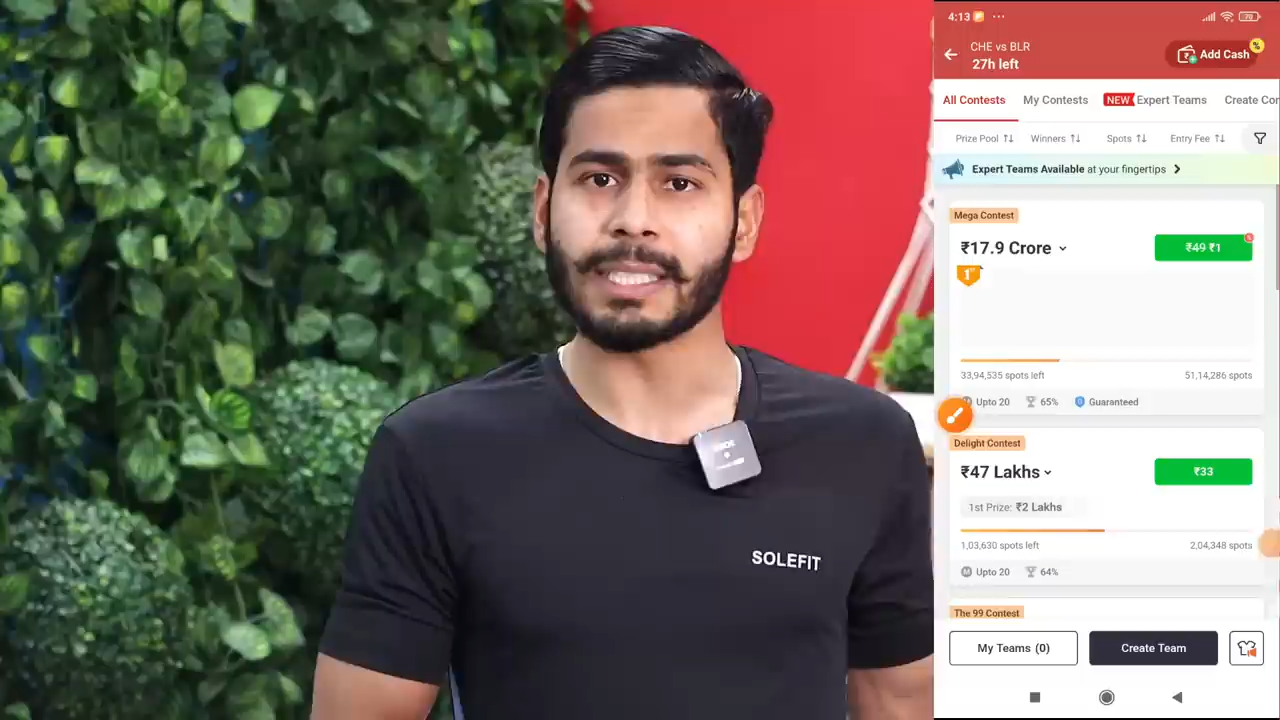 SOLEFIT
4:13
70
CHE vs BLR
27h left
Add Cash
%
All Contests
My Contests
NEW Expert Teams
Create Con
Prize Pool
Winners
Spots
Entry Fee
Expert Teams Available at your fingertips
Mega Contest
₹17.9 Crore
₹49 ₹1
1st
33,94,535 spots left
51,14,286 spots
M Upto 20
65%
Guaranteed
Delight Contest
₹47 Lakhs
₹33
1st Prize: ₹2 Lakhs
1,03,630 spots left
2,04,348 spots
M Upto 20
64%
The 99 Contest
My Teams (0)
Create Team